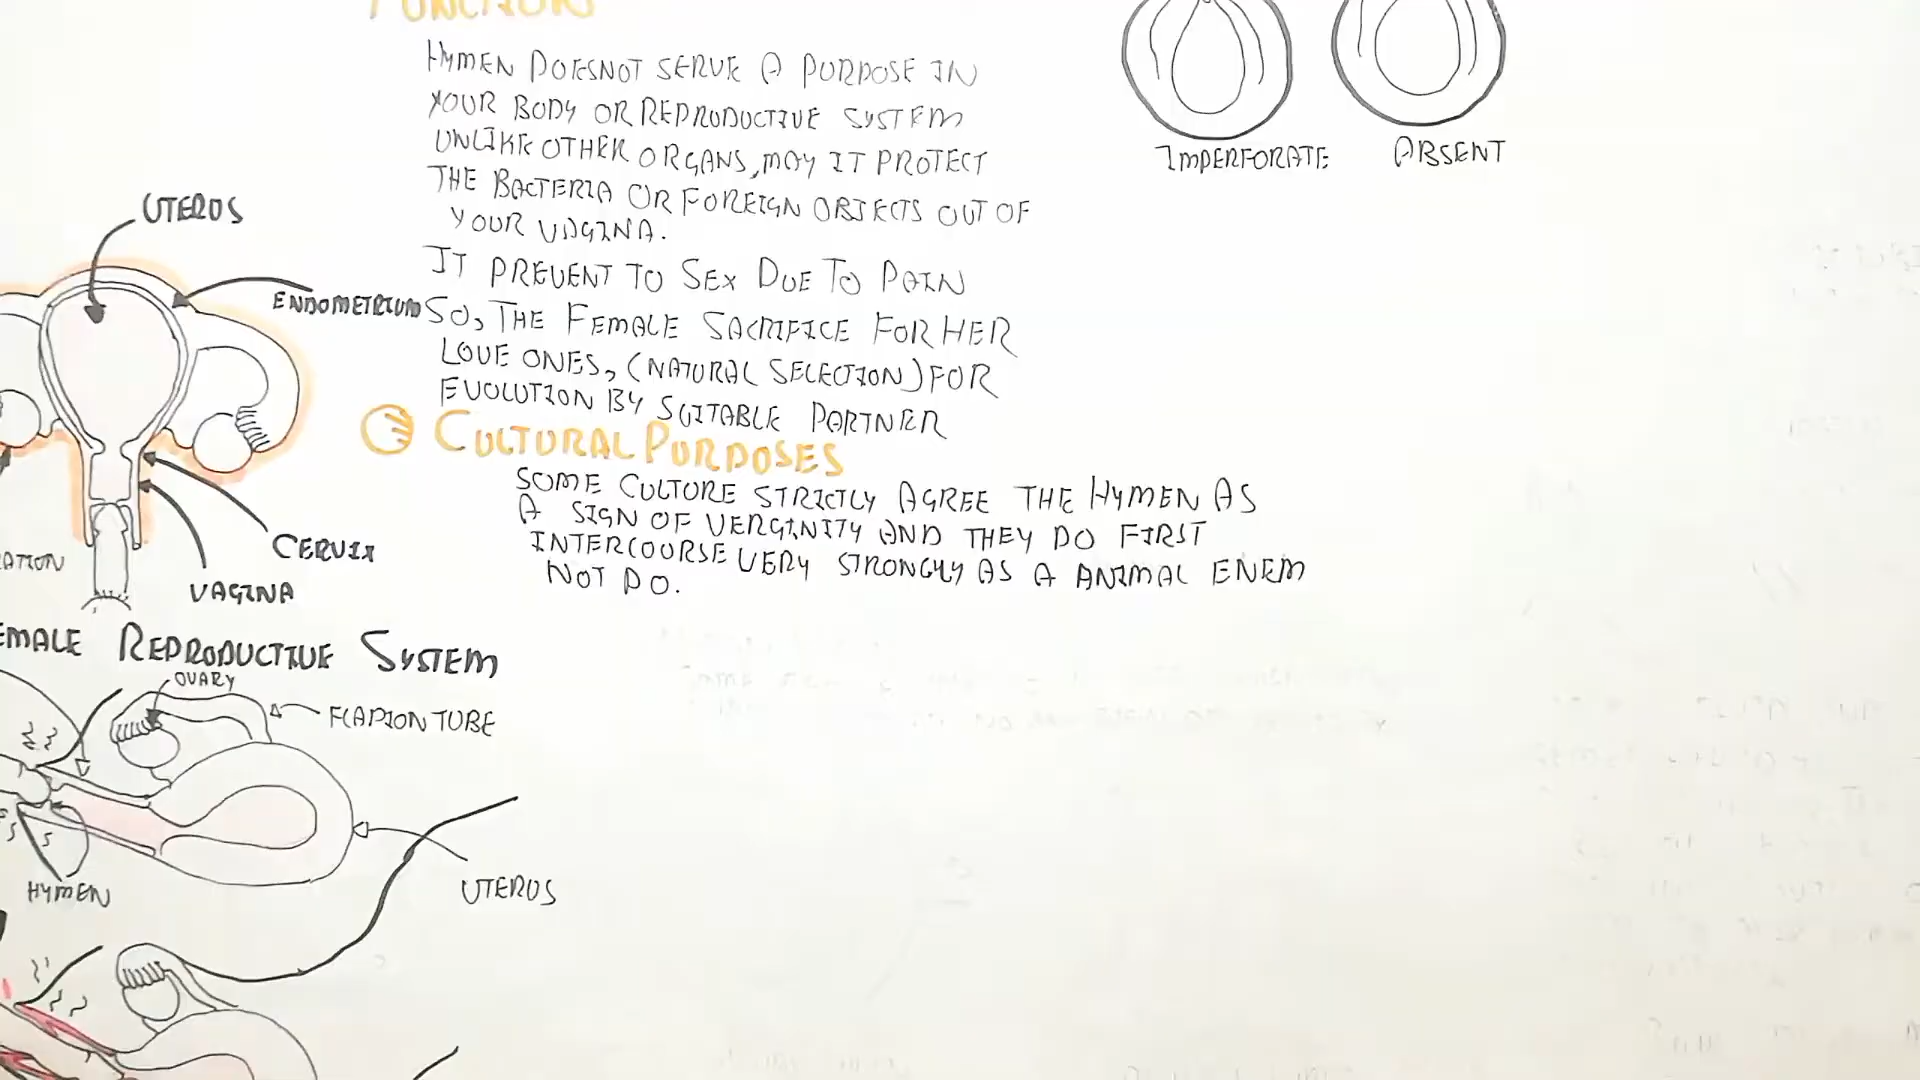 FUNCTION
HYMEN DOESNOT SERVE A PURPOSE IN
YOUR BODY OR REPRODUCTIVE SYSTEM
UNLIKE OTHER ORGANS, MAY IT PROTECT
THE BACTERIA OR FOREIGN OBJECTS OUT OF
YOUR VAGINA.
IT PREVENT TO SEX DUE TO PAIN
SO, THE FEMALE SACRIFICE FOR HER
LOVE ONES, (NATURAL SELECTION) FOR
EVOLUTION BY SUITABLE PARTNER
CULTURAL PURPOSES
SOME CULTURE STRICTLY AGREE THE HYMEN AS
A SIGN OF VERGINITY AND THEY DO FIRST
INTERCOURSE VERY STRONGLY AS A ANIMAL ENEM
NOT DO.
IMPERFORATE
ABSENT
UTERUS
ENDOMETRIUM
CERVIX
VAGINA
ATION
EMALE REPRODUCTIVE SYSTEM
OVARY
FLAPION TUBE
UTERUS
HYMEN